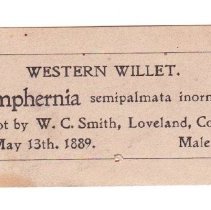 WESTERN WILLET.
mphernia semipalmata inorn
ot by W. C. Smith, Loveland, Co
May 13th. 1889. Male